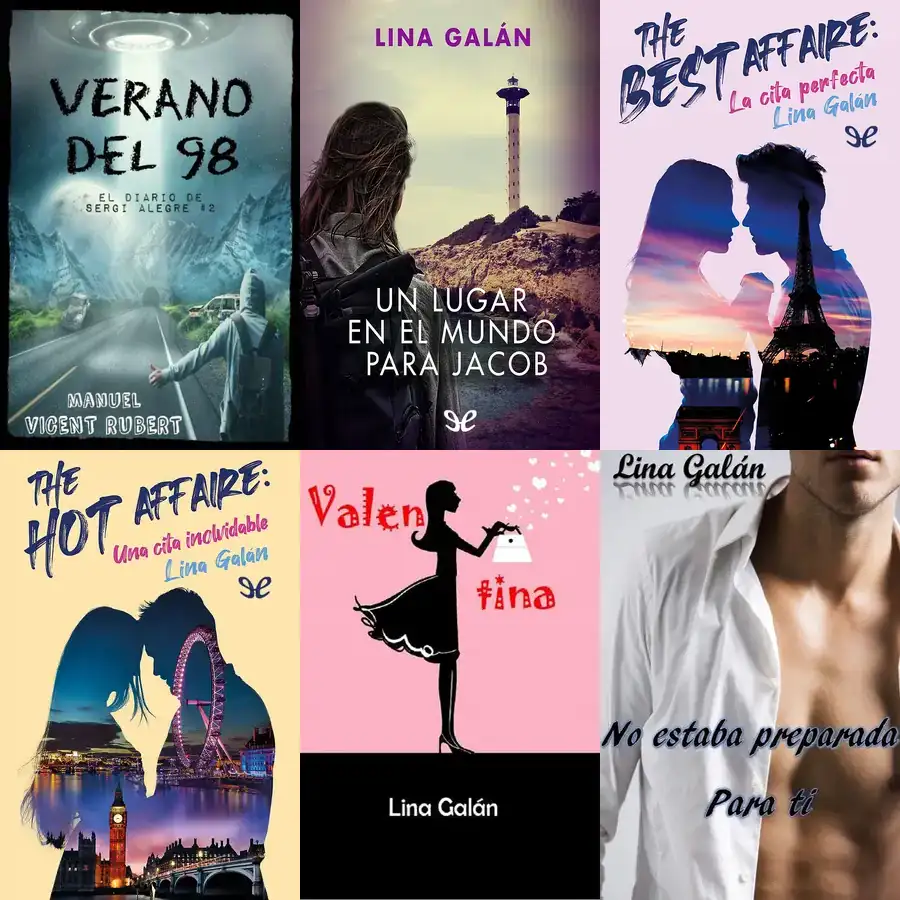 VERANO
DEL 98
EL DIARIO DE
SERGI ALEGRE #2
MANUEL
VICENT RUBERT
LINA GALÁN
UN LUGAR
EN EL MUNDO
PARA JACOB
THE
BEST AFFAIRE:
La cita perfecta
Lina Galán
THE
HOT AFFAIRE:
Una cita inolvidable
Lina Galán
Valen
tina
Lina Galán
Lina Galán
No estaba preparada
Para ti